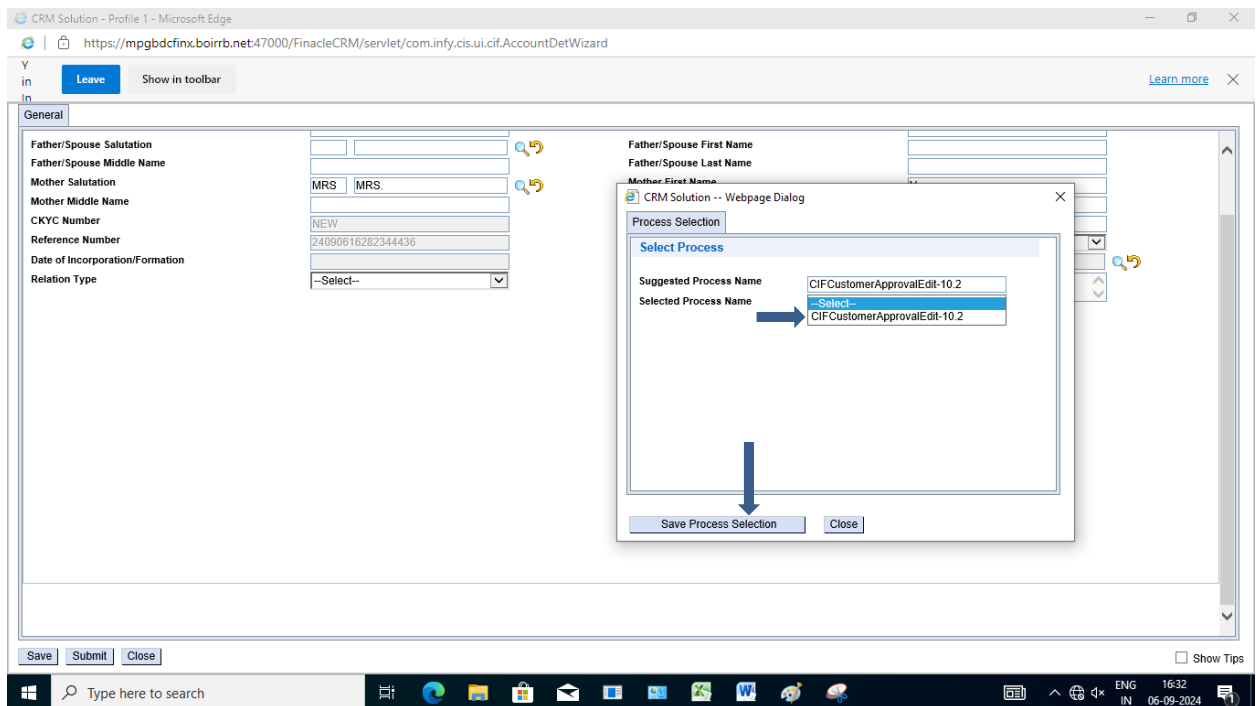 CRM Solution - Profile 1 - Microsoft Edge
https://mpgbdcfinx.boirrb.net:47000/FinacleCRM/servlet/com.infy.cis.ui.cif.AccountDetWizard
Y
in
In
Leave
Show in toolbar
Learn more
General
Father/Spouse Salutation
Father/Spouse First Name
Father/Spouse Middle Name
Father/Spouse Last Name
Mother Salutation
MRS
MRS.
Mother First Name
Mother Middle Name
CKYC Number
NEW
Reference Number
24090616282344436
Date of Incorporation/Formation
Relation Type
--Select--
CRM Solution -- Webpage Dialog
Process Selection
Select Process
Suggested Process Name
CIFCustomerApprovalEdit-10.2
Selected Process Name
--Select--
CIFCustomerApprovalEdit-10.2
Save Process Selection
Close
Save
Submit
Close
Show Tips
Type here to search
ENG
IN
16:32
06-09-2024
1